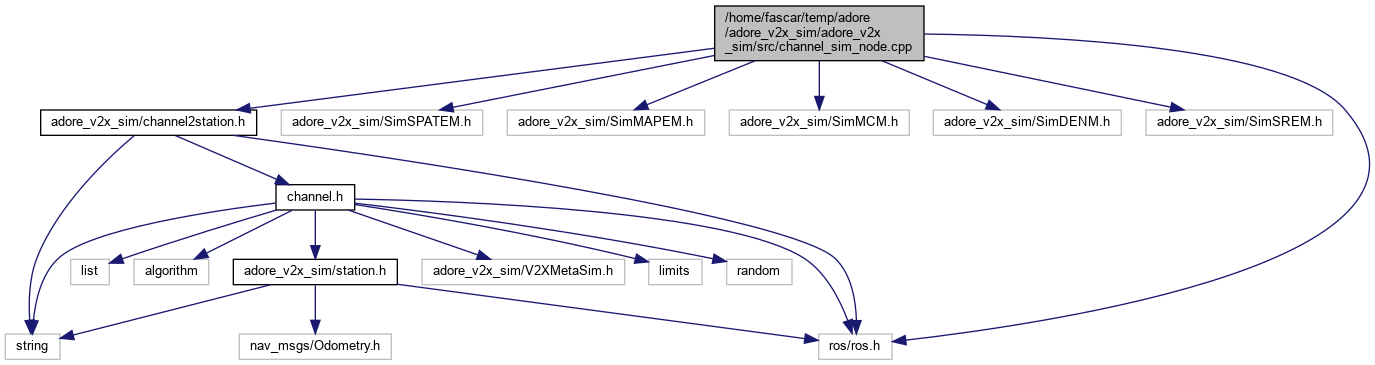 /home/fascar/temp/adore
/adore_v2x_sim/adore_v2x
_sim/src/channel_sim_node.cpp
adore_v2x_sim/channel2station.h
adore_v2x_sim/SimSPATEM.h
adore_v2x_sim/SimMAPEM.h
adore_v2x_sim/SimMCM.h
adore_v2x_sim/SimDENM.h
adore_v2x_sim/SimSREM.h
channel.h
list
algorithm
adore_v2x_sim/station.h
adore_v2x_sim/V2XMetaSim.h
limits
random
string
nav_msgs/Odometry.h
ros/ros.h